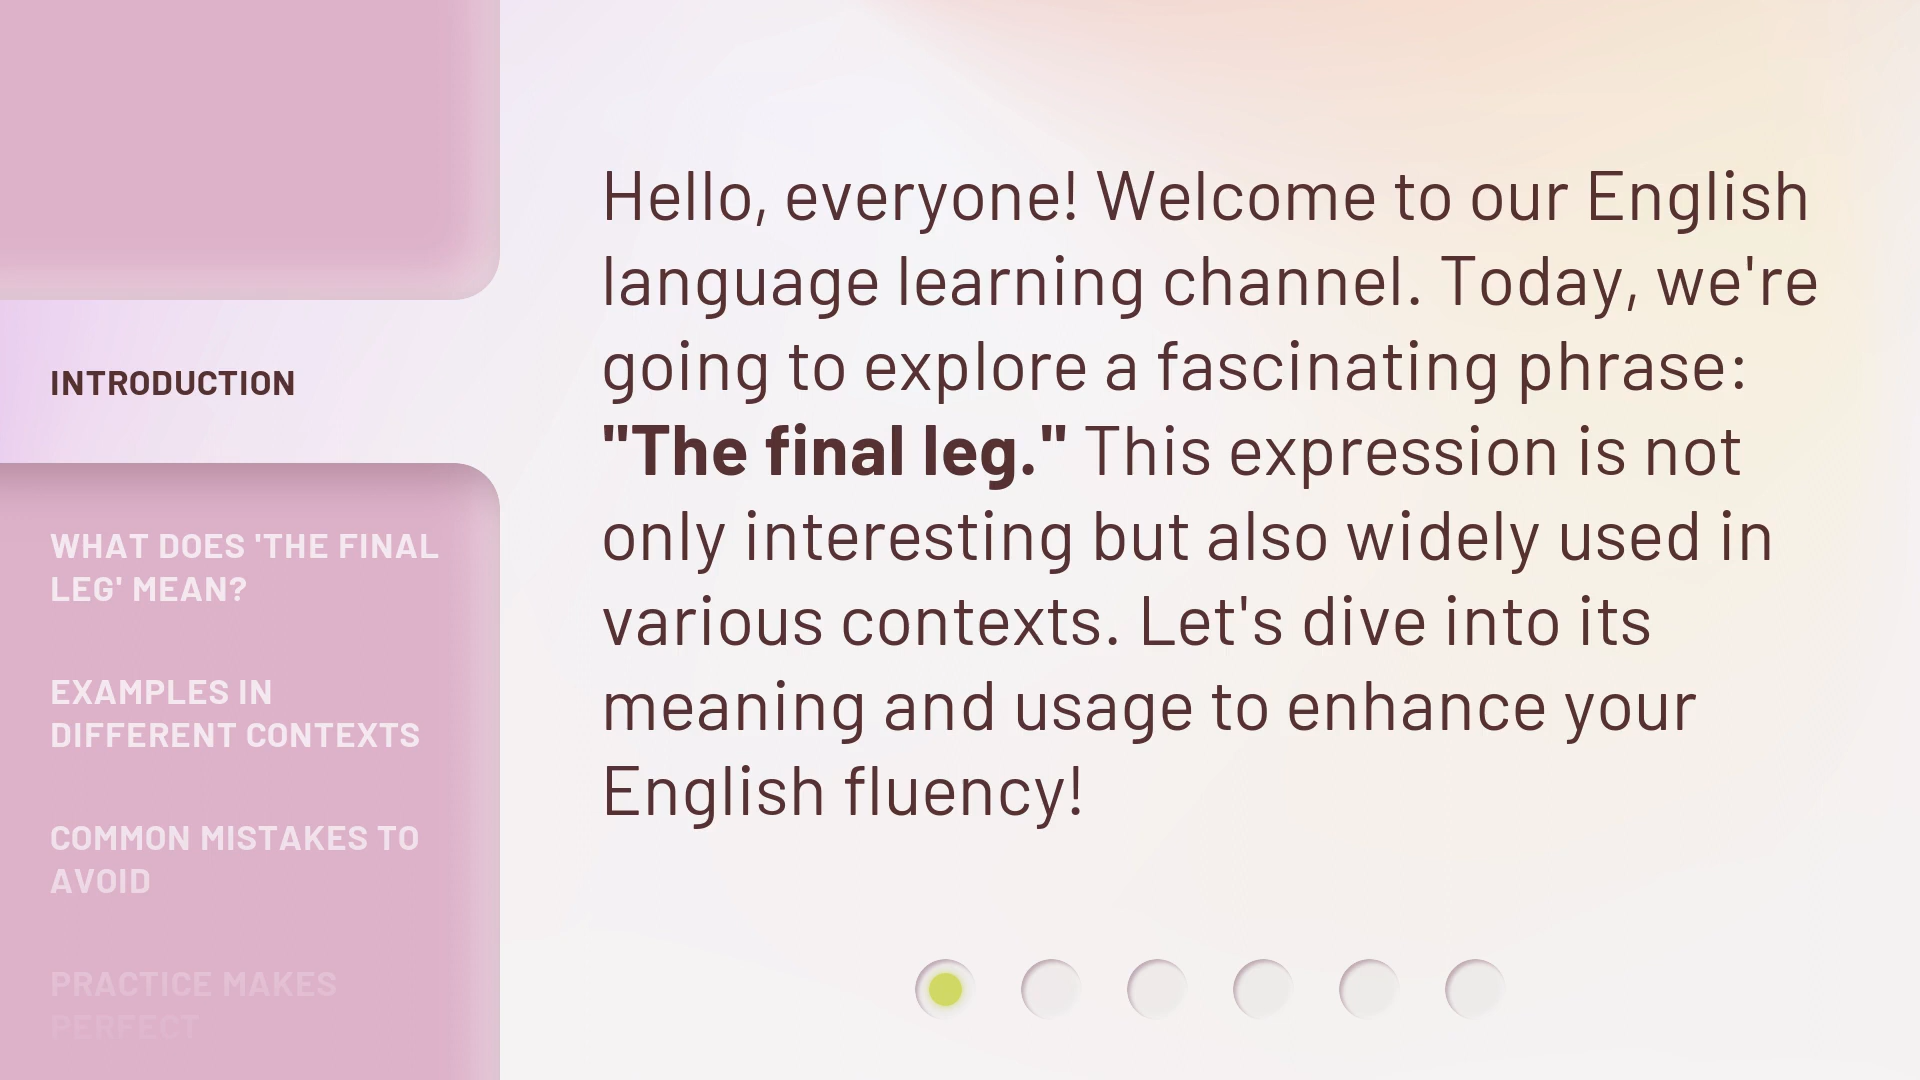 INTRODUCTION
WHAT DOES 'THE FINAL
LEG' MEAN?
EXAMPLES IN
DIFFERENT CONTEXTS
COMMON MISTAKES TO
AVOID
PRACTICE MAKES
PERFECT
Hello, everyone! Welcome to our English
language learning channel. Today, we're
going to explore a fascinating phrase:
"The final leg." This expression is not
only interesting but also widely used in
various contexts. Let's dive into its
meaning and usage to enhance your
English fluency!